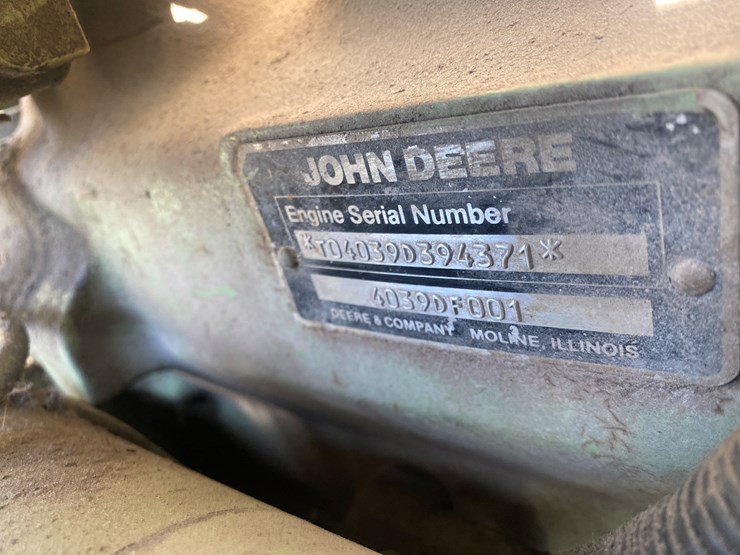 JOHN DEERE
Engine Serial Number
*T04039D394371*
4039DF001
DEERE & COMPANY MOLINE, ILLINOIS